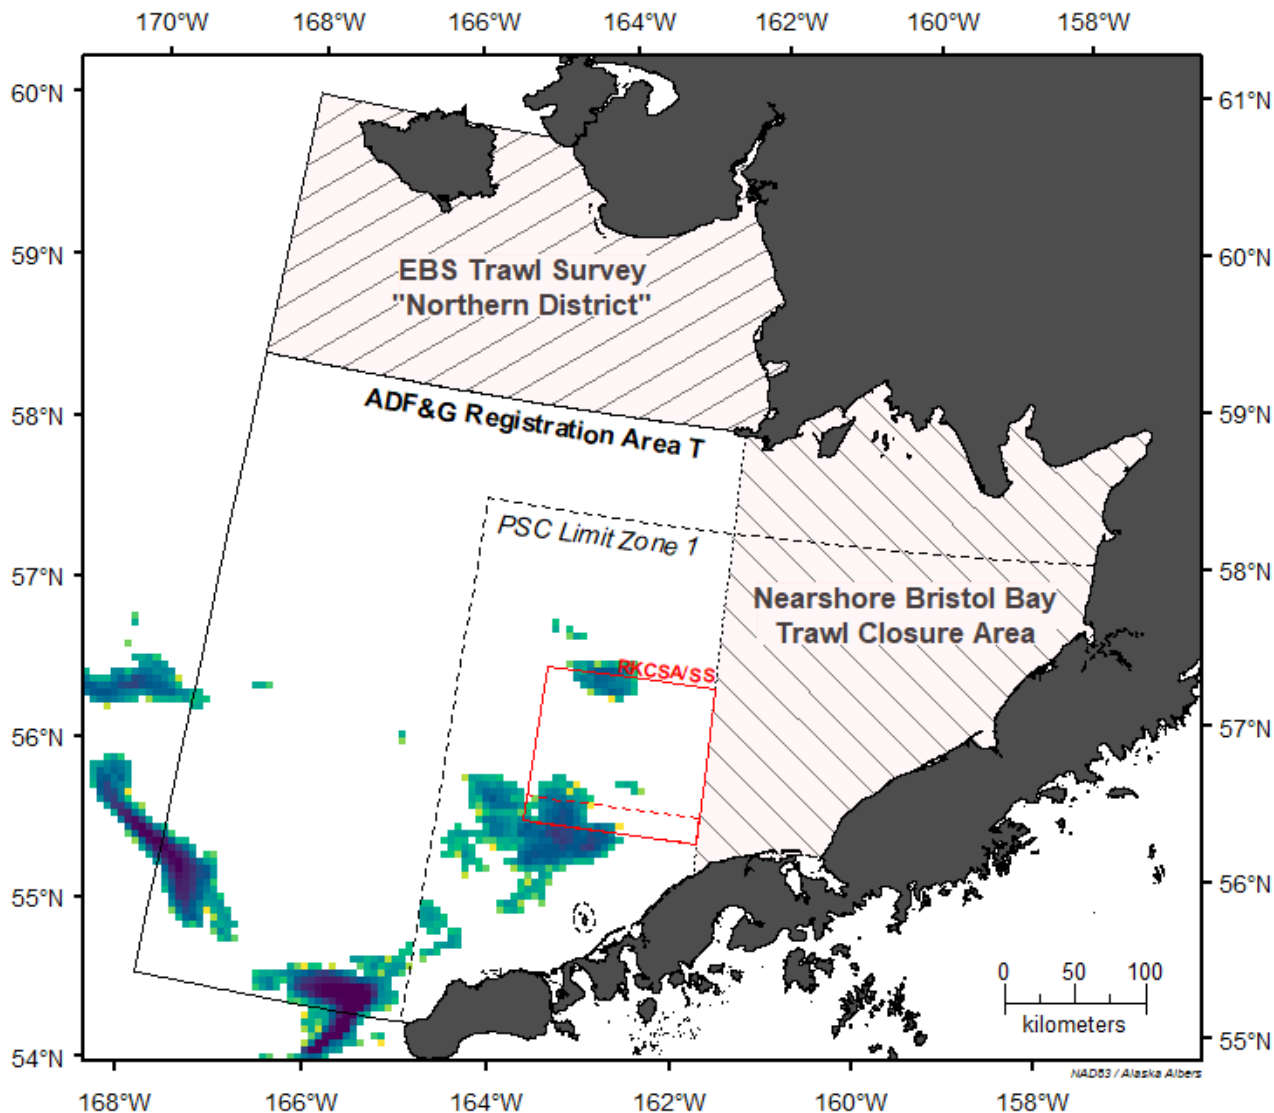 170°W 168°W 166°W 164°W 162°W 160°W 158°W
60°N
61°N
EBS Trawl Survey
"Northern District"
59°N
60°N
ADF&G Registration Area T
58°N
59°N
PSC Limit Zone 1
57°N
58°N
Nearshore Bristol Bay
Trawl Closure Area
RKCSA/SS
56°N
57°N
55°N
56°N
0 50 100
kilometers
54°N
55°N
NAD83 / Alaska Albers
168°W 166°W 164°W 162°W 160°W 158°W